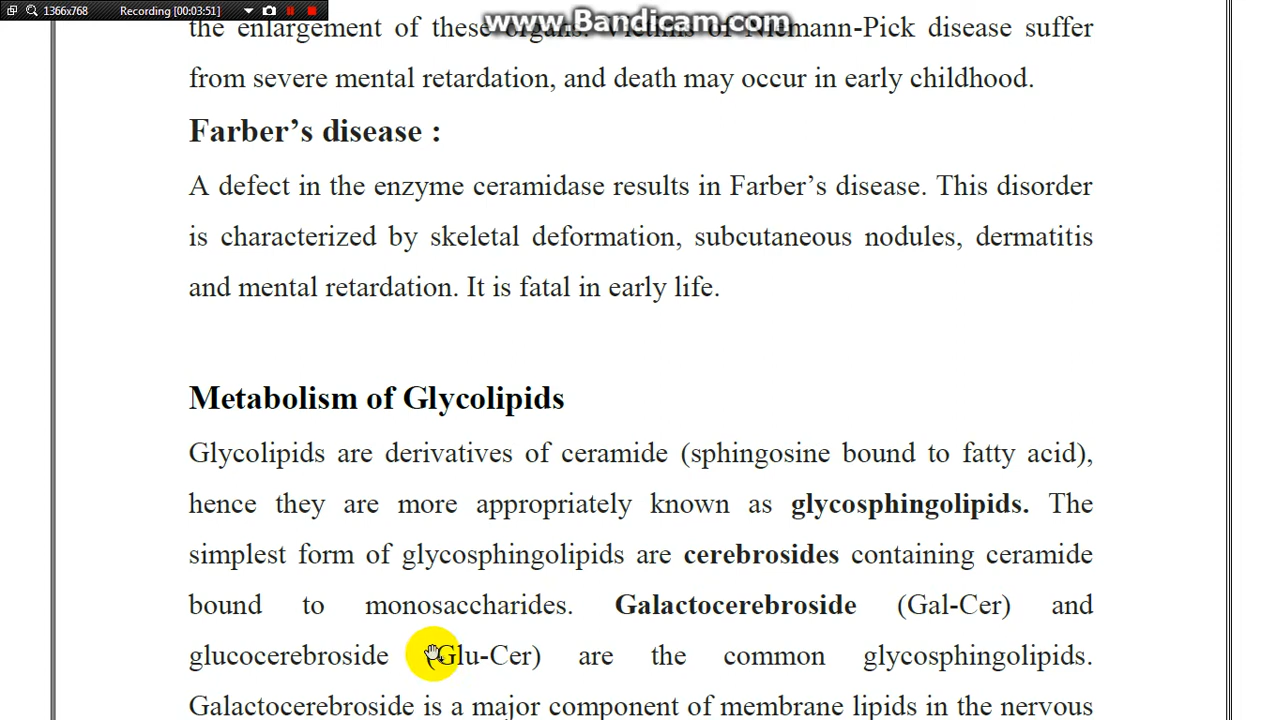 1366x768 Recording [00:03:51]
www.Bandicam.com
the enlargement of these organs. Victims of Niemann-Pick disease suffer
from severe mental retardation, and death may occur in early childhood.
Farber’s disease :
A defect in the enzyme ceramidase results in Farber’s disease. This disorder
is characterized by skeletal deformation, subcutaneous nodules, dermatitis
and mental retardation. It is fatal in early life.
Metabolism of Glycolipids
Glycolipids are derivatives of ceramide (sphingosine bound to fatty acid),
hence they are more appropriately known as glycosphingolipids. The
simplest form of glycosphingolipids are cerebrosides containing ceramide
bound to monosaccharides. Galactocerebroside (Gal-Cer) and
glucocerebroside (Glu-Cer) are the common glycosphingolipids.
Galactocerebroside is a major component of membrane lipids in the nervous